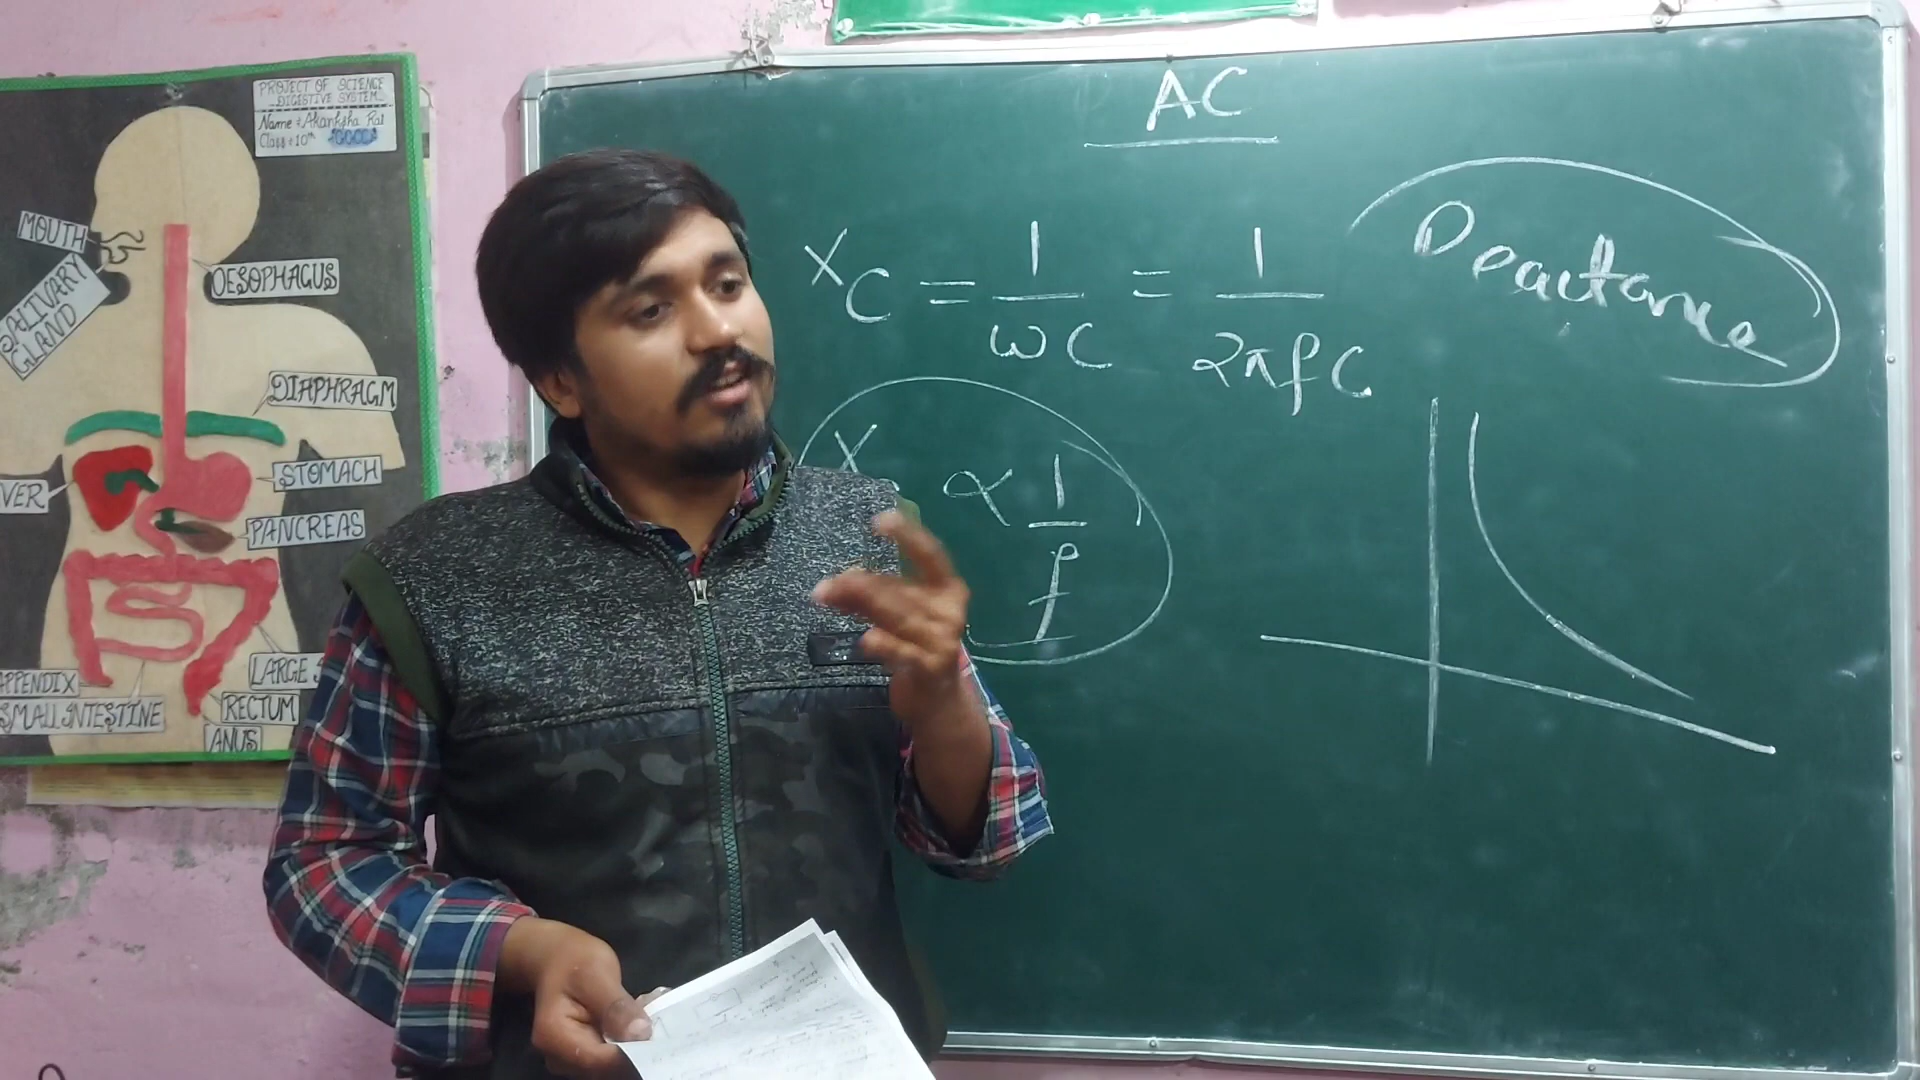 PROJECT OF SCIENCE
DIGESTIVE SYSTEM
Name : Akanksha Rai
Class : 10th GOOD
MOUTH
SALIVARY
GLAND
OESOPHAGUS
DIAPHRAGM
STOMACH
VER
PANCREAS
LARGE
APPENDIX
SMALL INTESTINE
RECTUM
ANUS
AC
X_C = 1/ωC = 1/2πfC
Reactance
X ∝ 1/f